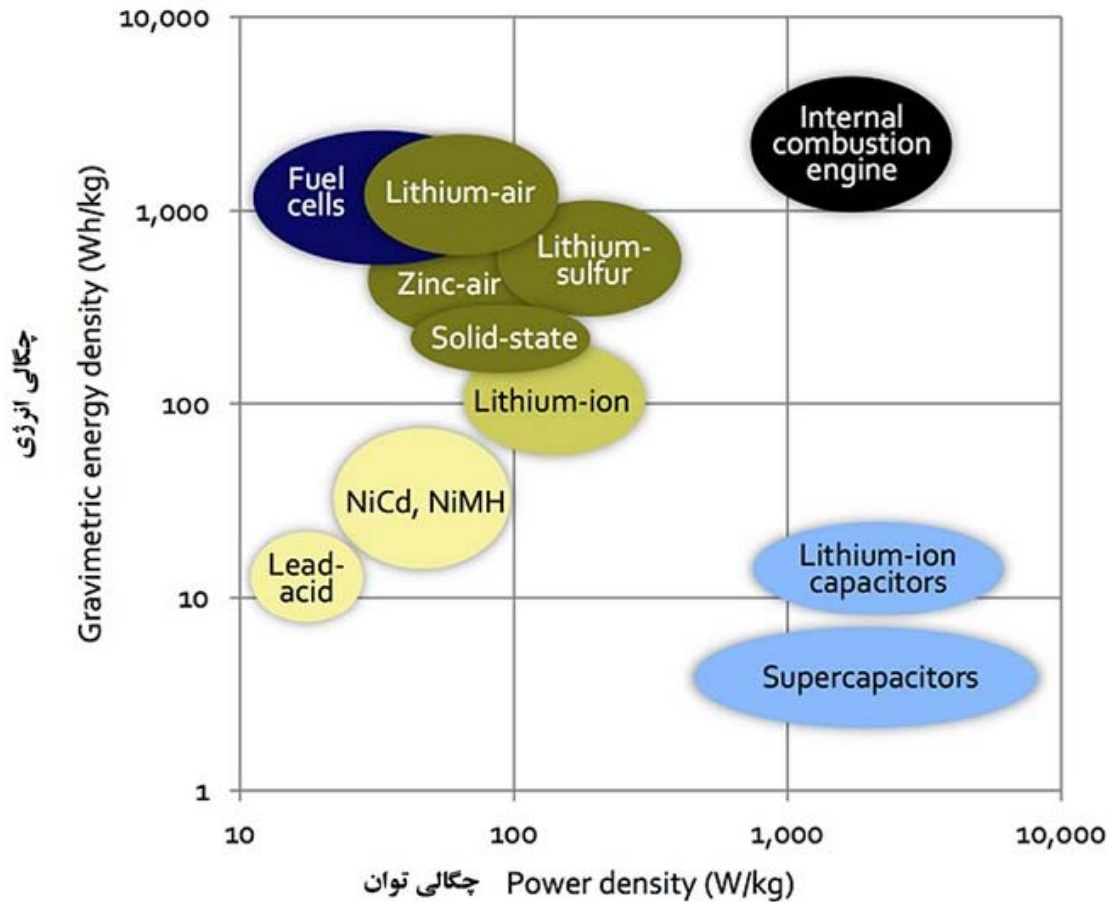 10,000
1,000
100
10
1
چگالی انرژی
Gravimetric energy density (Wh/kg)
Internal
combustion
engine
Fuel
cells
Lithium-air
Lithium-
sulfur
Zinc-air
Solid-state
Lithium-ion
NiCd, NiMH
Lead-
acid
Lithium-ion
capacitors
Supercapacitors
10
100
1,000
10,000
چگالی توان Power density (W/kg)